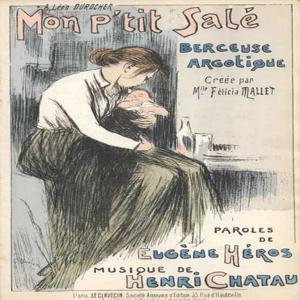 A Léon DUROCHER
Mon P'tit Salé
BERCEUSE
ARGOTIQUE
Créée par
Mlle Félicia MALLET
PAROLES
DE
EUGÈNE HÉROS
MUSIQUE DE
HENRI CHATAU
Paris, LE CLAVECIN, Société Anonyme d'Édition, 33, Rue d'Hauteville